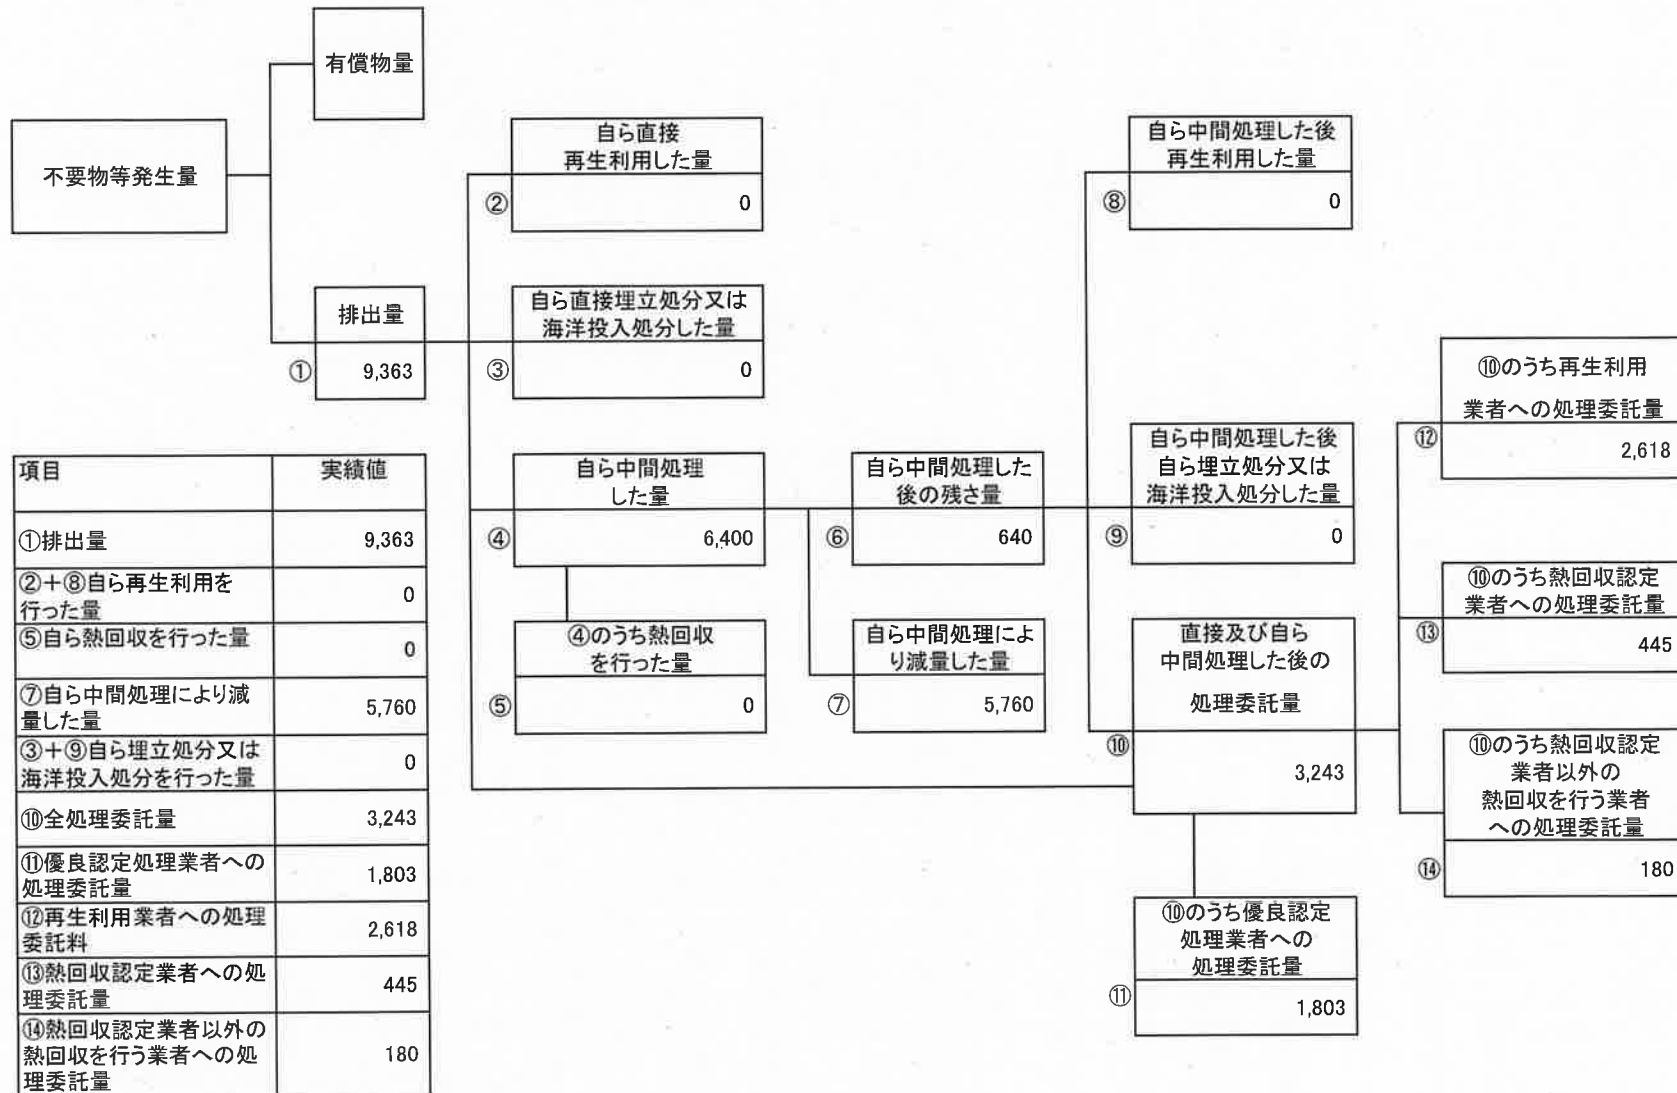 有償物量
不要物等発生量
自ら直接
再生利用した量
②
0
自ら中間処理した後
再生利用した量
⑧
0
排出量
①
9,363
自ら直接埋立処分又は
海洋投入処分した量
③
0
⑩のうち再生利用
業者への処理委託量
⑫
2,618
自ら中間処理
した量
④
6,400
自ら中間処理した
後の残さ量
⑥
640
自ら中間処理した後
自ら埋立処分又は
海洋投入処分した量
⑨
0
⑩のうち熱回収認定
業者への処理委託量
⑬
445
④のうち熱回収
を行った量
⑤
0
自ら中間処理によ
り減量した量
⑦
5,760
直接及び自ら
中間処理した後の
処理委託量
⑩
3,243
⑩のうち熱回収認定
業者以外の
熱回収を行う業者
への処理委託量
⑭
180
⑩のうち優良認定
処理業者への
処理委託量
⑪
1,803
項目 実績値
①排出量 9,363
②+⑧自ら再生利用を
行った量 0
⑤自ら熱回収を行った量 0
⑦自ら中間処理により減
量した量 5,760
③+⑨自ら埋立処分又は
海洋投入処分を行った量 0
⑩全処理委託量 3,243
⑪優良認定処理業者への
処理委託量 1,803
⑫再生利用業者への処理
委託料 2,618
⑬熱回収認定業者への処
理委託量 445
⑭熱回収認定業者以外の
熱回収を行う業者への処
理委託量 180